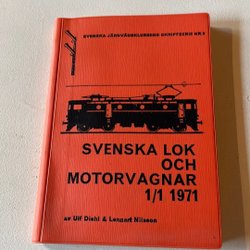 SVENSKA JÄRNVÄGSKLUBBENS SKRIFTSERIE NR 3
SVENSKA LOK
OCH
MOTORVAGNAR
1/1 1971
av Ulf Diehl & Lennart Nilsson